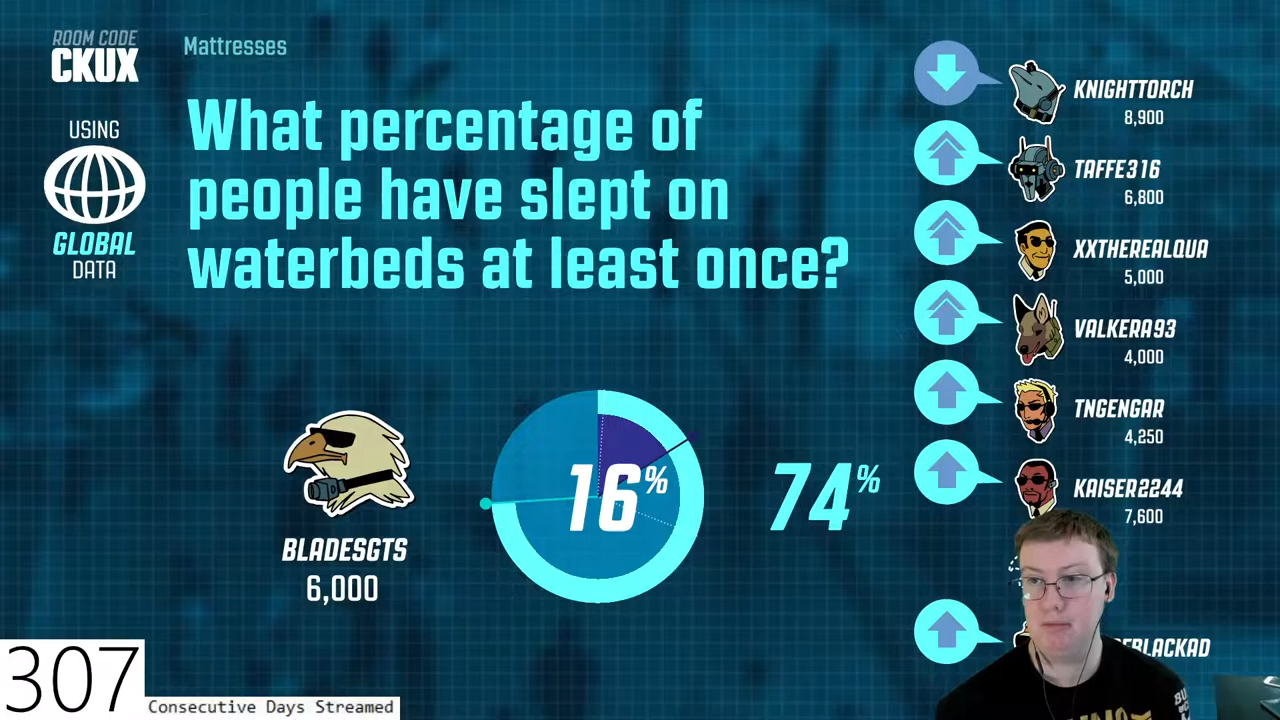 ROOM CODE
CKUX
Mattresses
What percentage of
people have slept on
waterbeds at least once?
USING
GLOBAL
DATA
KNIGHTTORCH
8,900
TAFFE316
6,800
XXTHEREALQUA
5,000
VALKERA93
4,000
TNGENGAR
4,250
KAISER2244
7,600
16%
74%
BLADESGTS
6,000
307
Consecutive Days Streamed